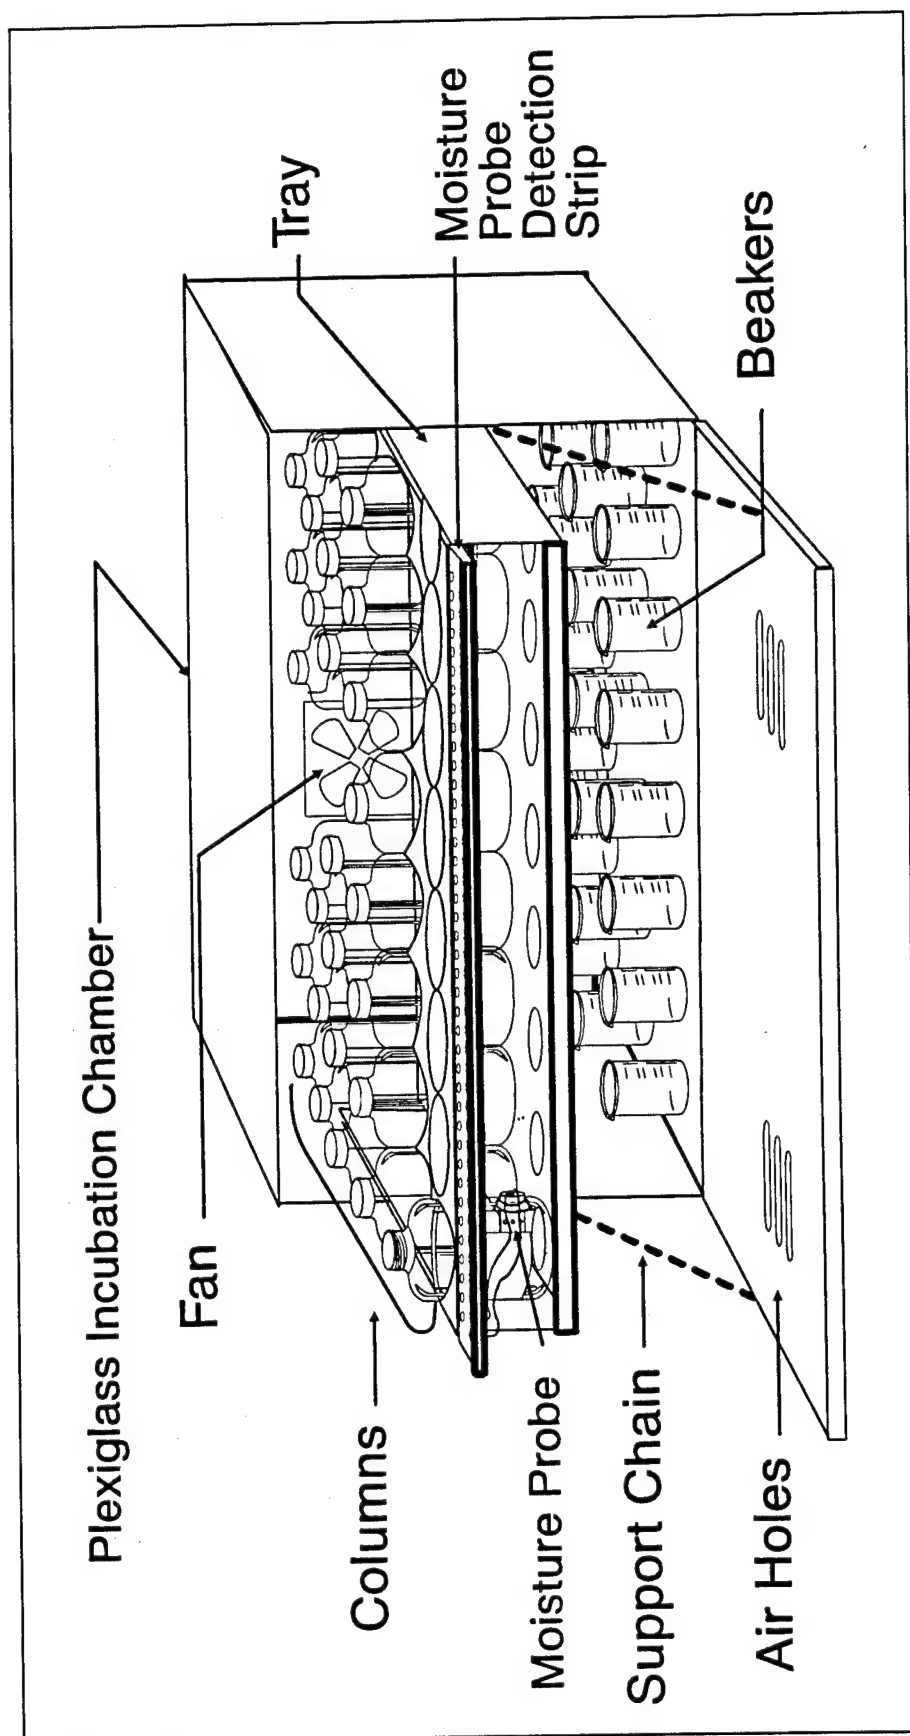 Plexiglass Incubation Chamber
Fan
Columns
Moisture Probe
Support Chain
Air Holes
Tray
Moisture
Probe
Detection
Strip
Beakers